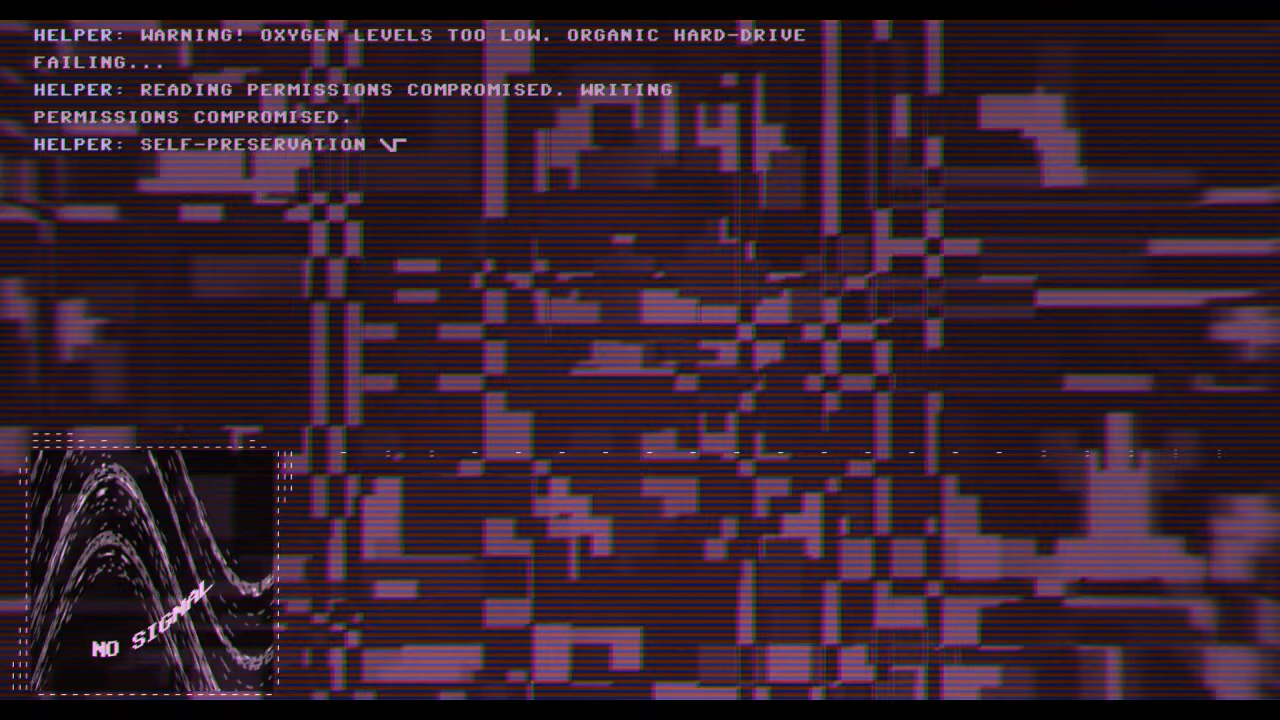 HELPER: WARNING! OXYGEN LEVELS TOO LOW. ORGANIC HARD-DRIVE
FAILING...
HELPER: READING PERMISSIONS COMPROMISED. WRITING
PERMISSIONS COMPROMISED.
HELPER: SELF-PRESERVATION
NO SIGNAL